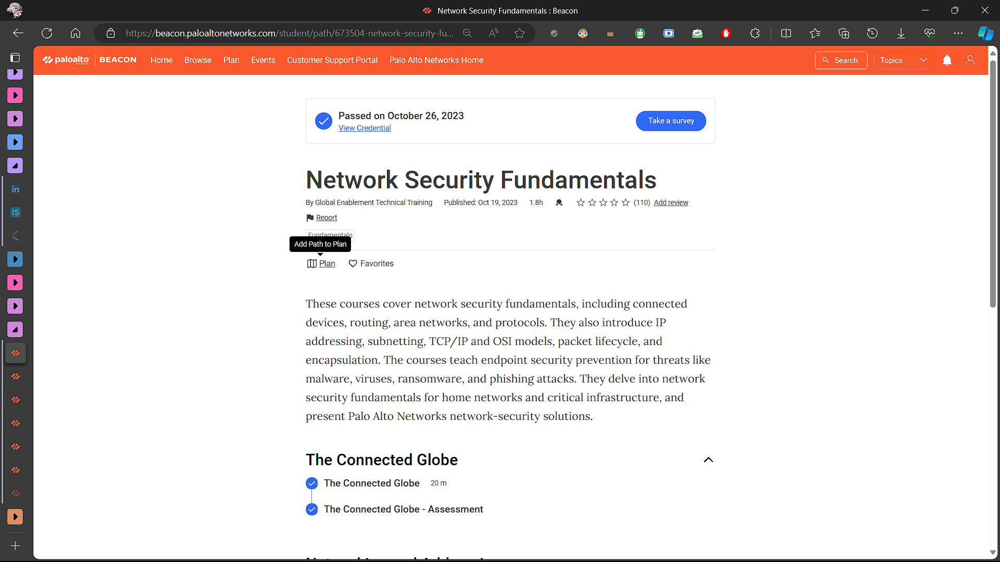 Network Security Fundamentals : Beacon
https://beacon.paloaltonetworks.com/student/path/673504-network-security-fu...
paloalto NETWORKS BEACON Home Browse Plan Events Customer Support Portal Palo Alto Networks Home Search Topics
Passed on October 26, 2023
View Credential
Take a survey
Network Security Fundamentals
By Global Enablement Technical Training Published: Oct 19, 2023 1.8h (110) Add review
Report
Fundamentals
Add Path to Plan
Plan Favorites
These courses cover network security fundamentals, including connected
devices, routing, area networks, and protocols. They also introduce IP
addressing, subnetting, TCP/IP and OSI models, packet lifecycle, and
encapsulation. The courses teach endpoint security prevention for threats like
malware, viruses, ransomware, and phishing attacks. They delve into network
security fundamentals for home networks and critical infrastructure, and
present Palo Alto Networks network-security solutions.
The Connected Globe
The Connected Globe 20 m
The Connected Globe - Assessment
in
IS